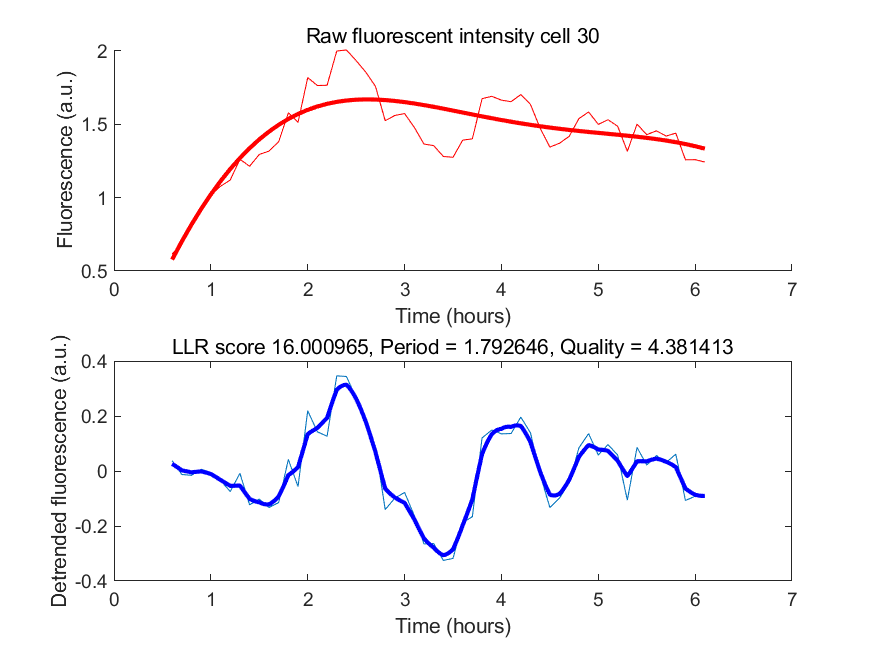 Raw fluorescent intensity cell 30
Fluorescence (a.u.)
2
1.5
1
0.5
0 1 2 3 4 5 6 7
Time (hours)
LLR score 16.000965, Period = 1.792646, Quality = 4.381413
Detrended fluorescence (a.u.)
0.4
0.2
0
-0.2
-0.4
0 1 2 3 4 5 6 7
Time (hours)